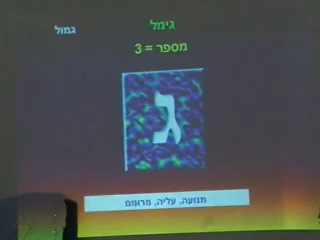 גימל
גמול
מספר = 3
ג
תנועה, עליה, מרומם